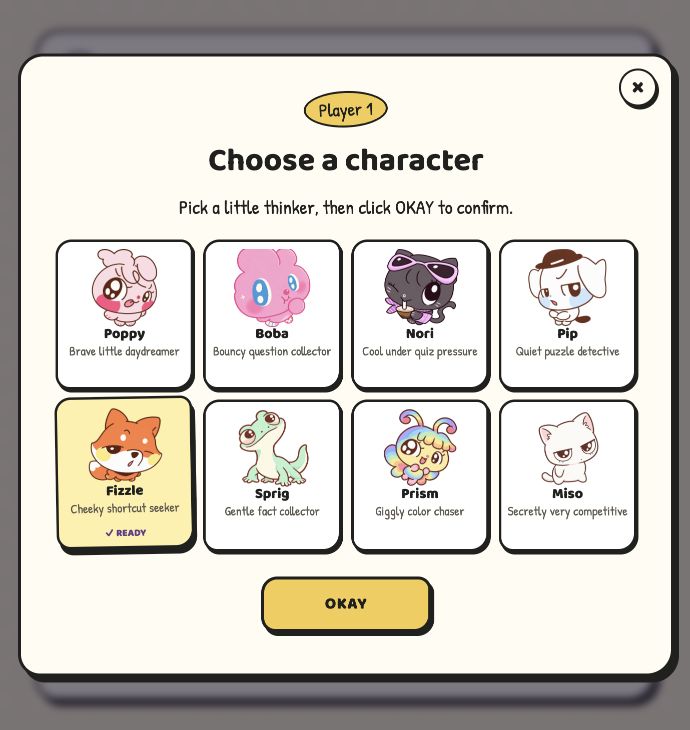 Player 1
Choose a character
Pick a little thinker, then click OKAY to confirm.
Poppy
Brave little daydreamer
Boba
Bouncy question collector
Nori
Cool under quiz pressure
Pip
Quiet puzzle detective
Fizzle
Cheeky shortcut seeker
✓ READY
Sprig
Gentle fact collector
Prism
Giggly color chaser
Miso
Secretly very competitive
OKAY